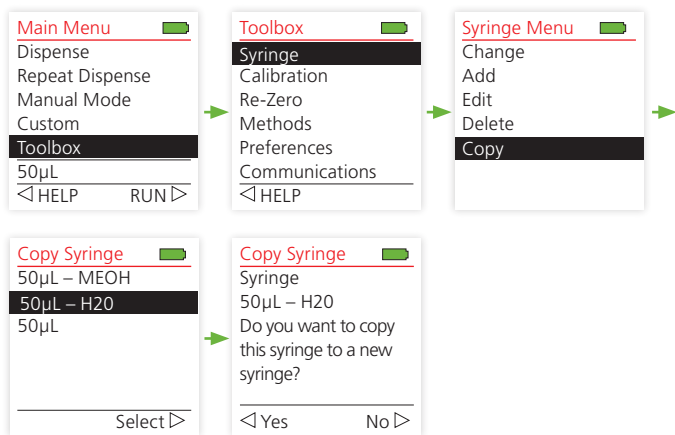 Main Menu
Dispense
Repeat Dispense
Manual Mode
Custom
Toolbox
50µL
HELP RUN
Toolbox
Syringe
Calibration
Re-Zero
Methods
Preferences
Communications
HELP
Syringe Menu
Change
Add
Edit
Delete
Copy
Copy Syringe
50µL – MEOH
50µL – H20
50µL
Select
Copy Syringe
Syringe
50µL – H20
Do you want to copy
this syringe to a new
syringe?
Yes No